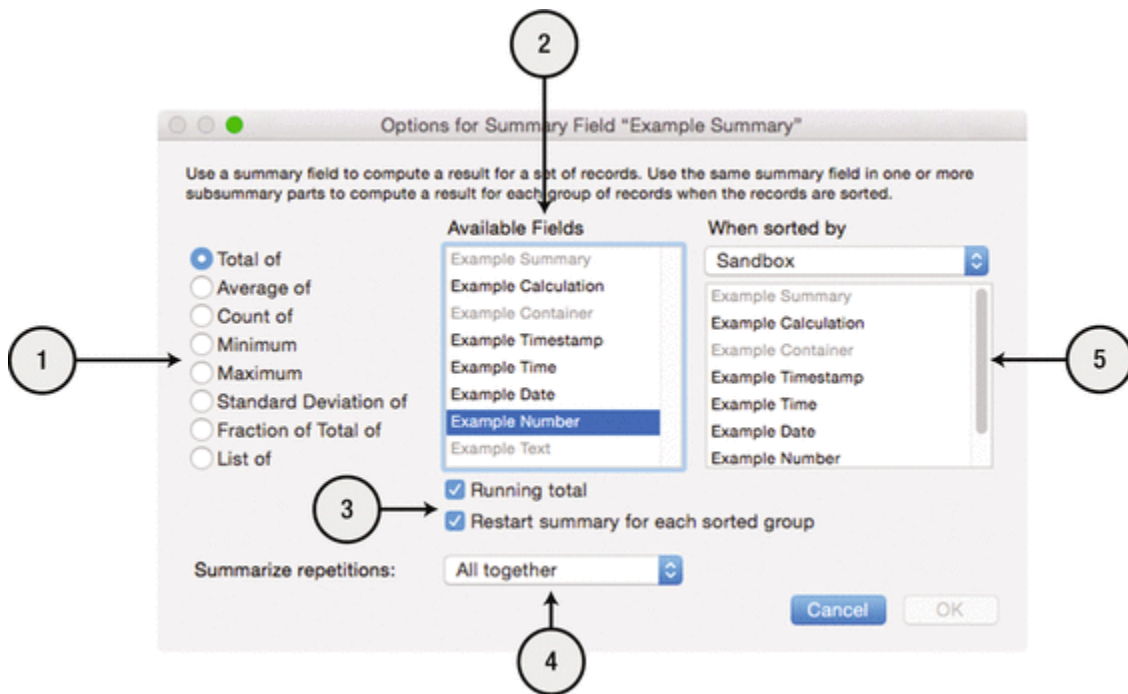 2
Options for Summary Field “Example Summary”
Use a summary field to compute a result for a set of records. Use the same summary field in one or more
subsummary parts to compute a result for each group of records when the records are sorted.
Available Fields
When sorted by
Total of
Average of
Count of
Minimum
Maximum
Standard Deviation of
Fraction of Total of
List of
1
Example Summary
Example Calculation
Example Container
Example Timestamp
Example Time
Example Date
Example Number
Example Text
Sandbox
Example Summary
Example Calculation
Example Container
Example Timestamp
Example Time
Example Date
Example Number
5
3
Running total
Restart summary for each sorted group
Summarize repetitions:
All together
Cancel
OK
4